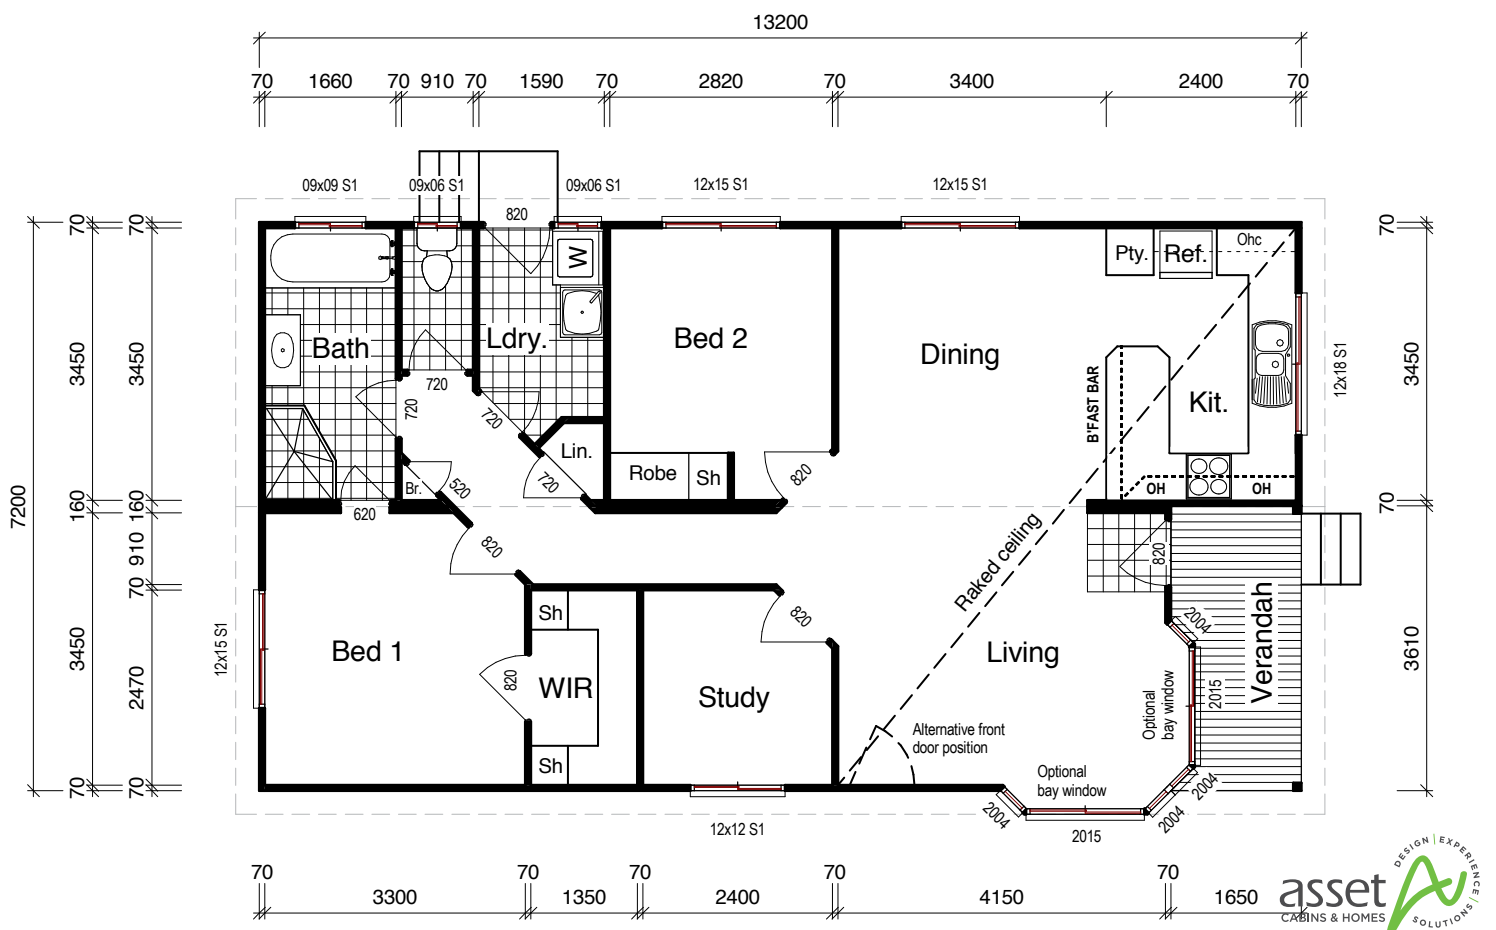 13200
70 1660 70 910 70 1590 70 2820 70 3400 2400 70
09x09 S1 09x06 S1 09x06 S1 12x15 S1 12x15 S1
820
W
Pty. Ref. Ohc
Bath Ldry. Bed 2 Dining
Kit.
B'FAST BAR
720
720
720
720
520
820
Br.
Lin.
Robe Sh
OH OH
620
820
820
Raked ceiling
820
Verandah
Sh
Bed 1
WIR
820
Study
Living
Sh
Alternative front
door position
Optional
bay window
Optional
bay window
2004
2015
2004
2004
2015
2004
12x15 S1
12x12 S1
12x18 S1
7200
70
3450
160
3450
70
70
3450
160
910
70
2470
70
70
3450
70
3610
70 3300 70 1350 70 2400 70 4150 70 1650
asset
CABINS & HOMES
DESIGN | EXPERIENCE | SOLUTIONS |